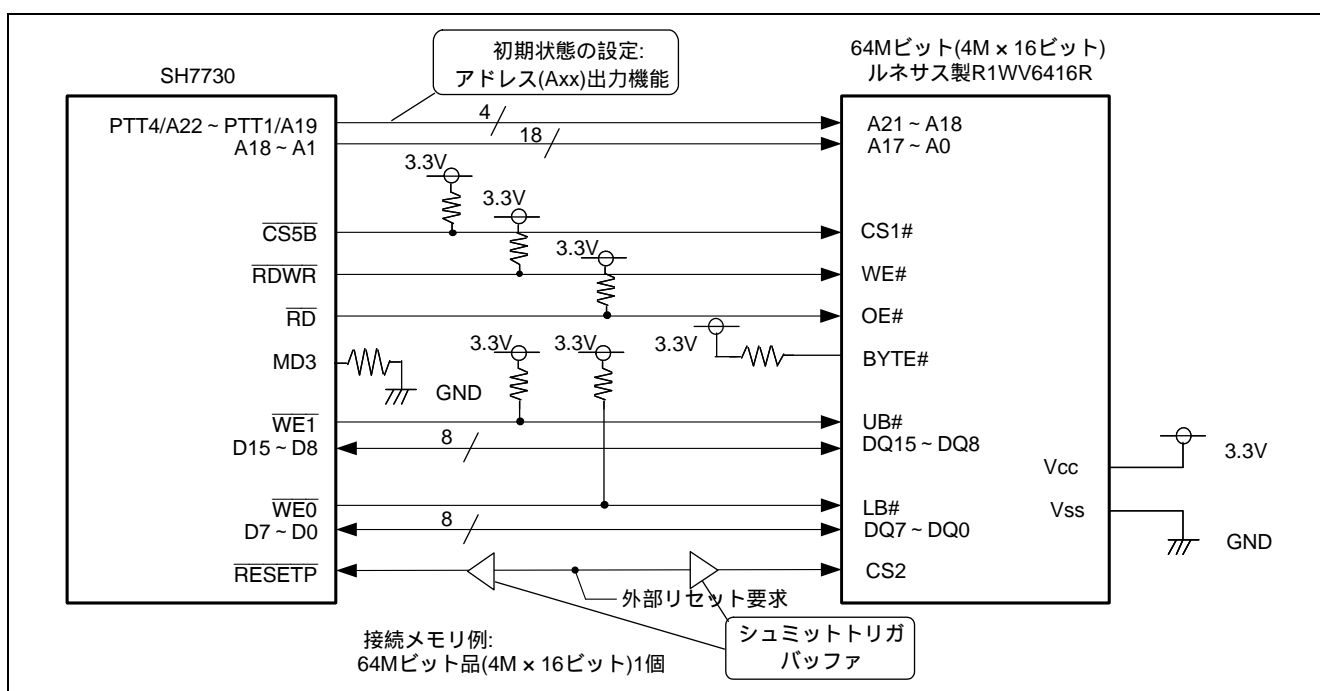 初期状態の設定:
アドレス(Axx)出力機能
64Mビット(4M × 16ビット)
ルネサス製R1WV6416R
SH7730
PTT4/A22 ~ PTT1/A19
4
A21 ~ A18
A18 ~ A1
18
A17 ~ A0
3.3V
3.3V
CS5B
CS1#
3.3V
RDWR
WE#
RD
OE#
3.3V
3.3V
3.3V
BYTE#
MD3
GND
WE1
UB#
D15 ~ D8
8
DQ15 ~ DQ8
Vcc
3.3V
WE0
LB#
Vss
D7 ~ D0
8
DQ7 ~ DQ0
GND
RESETP
CS2
外部リセット要求
接続メモリ例:
64Mビット品(4M × 16ビット)1個
シュミットトリガ
バッファ